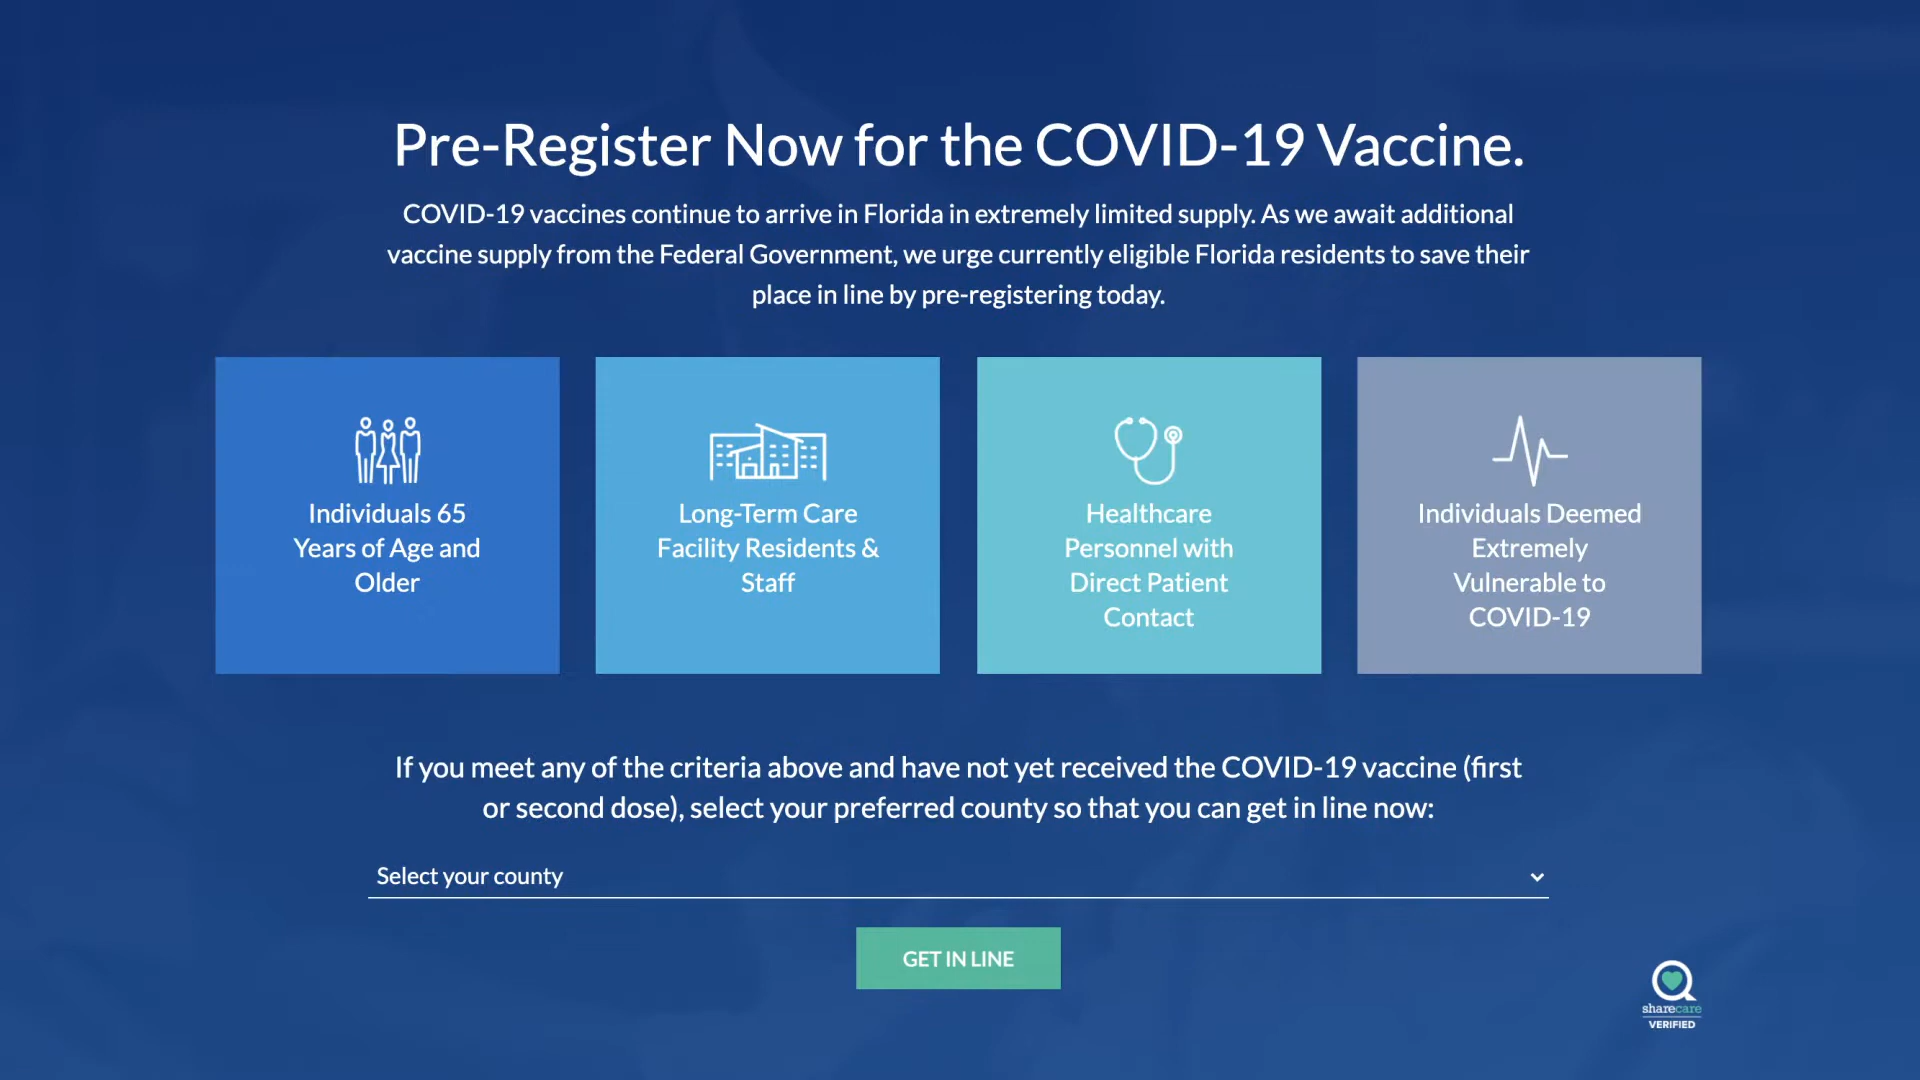 Pre-Register Now for the COVID-19 Vaccine.
COVID-19 vaccines continue to arrive in Florida in extremely limited supply. As we await additional
vaccine supply from the Federal Government, we urge currently eligible Florida residents to save their
place in line by pre-registering today.
Individuals 65
Years of Age and
Older
Long-Term Care
Facility Residents &
Staff
Healthcare
Personnel with
Direct Patient
Contact
Individuals Deemed
Extremely
Vulnerable to
COVID-19
If you meet any of the criteria above and have not yet received the COVID-19 vaccine (first
or second dose), select your preferred county so that you can get in line now:
Select your county
GET IN LINE
sharecare
VERIFIED